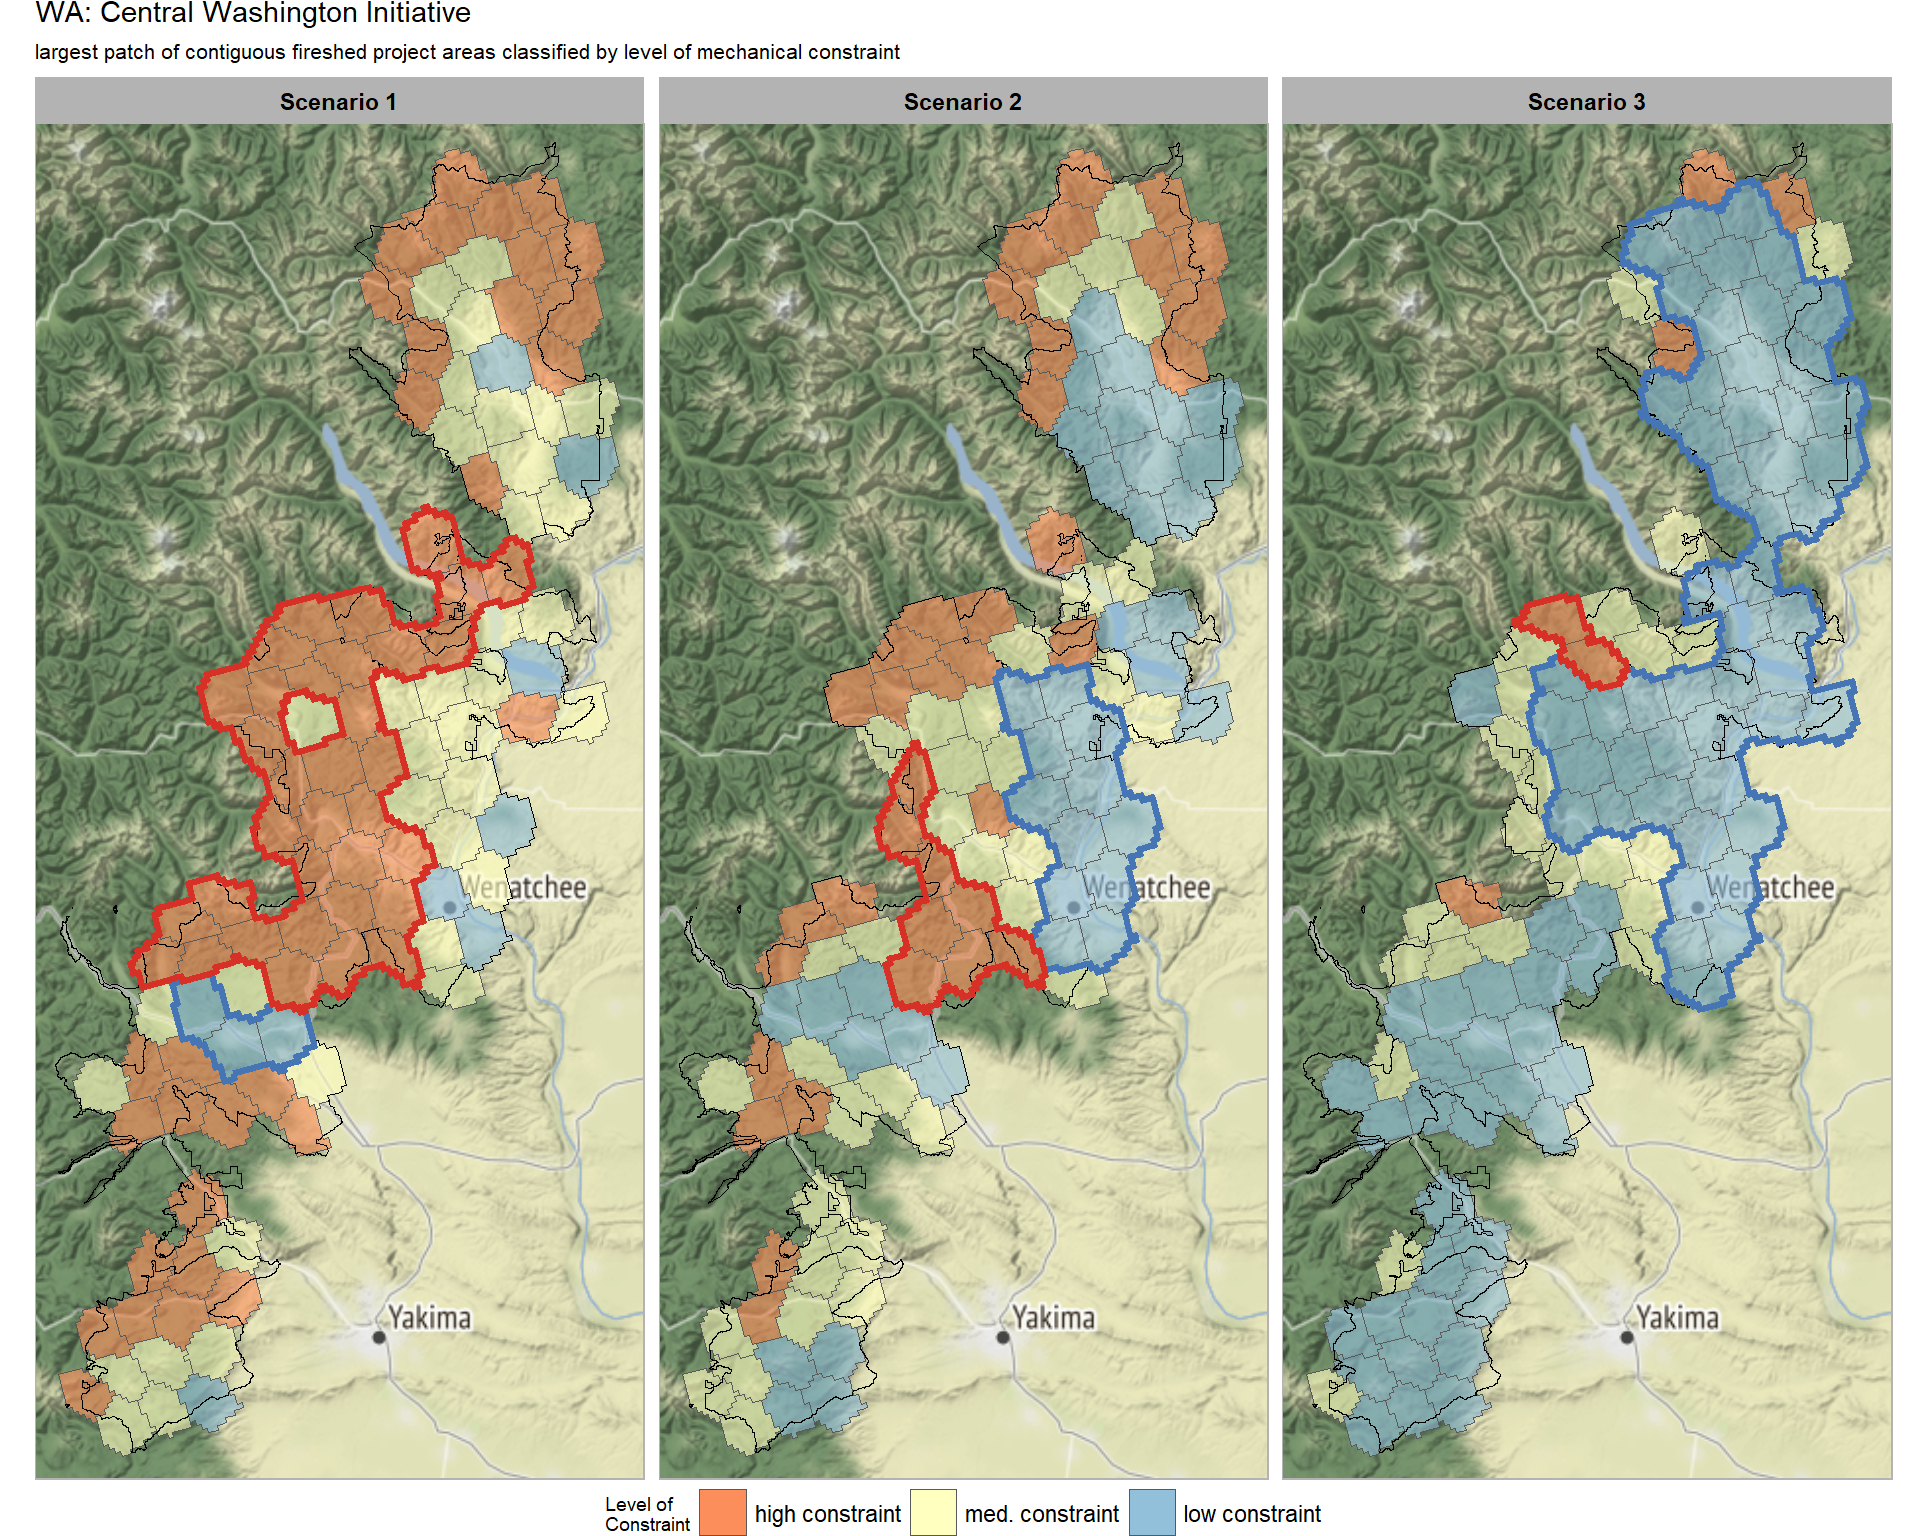 WA: Central Washington Initiative
largest patch of contiguous fireshed project areas classified by level of mechanical constraint
Scenario 1
Scenario 2
Scenario 3
Wenatchee
Wenatchee
Wenatchee
Yakima
Yakima
Yakima
Level of
Constraint
high constraint
med. constraint
low constraint